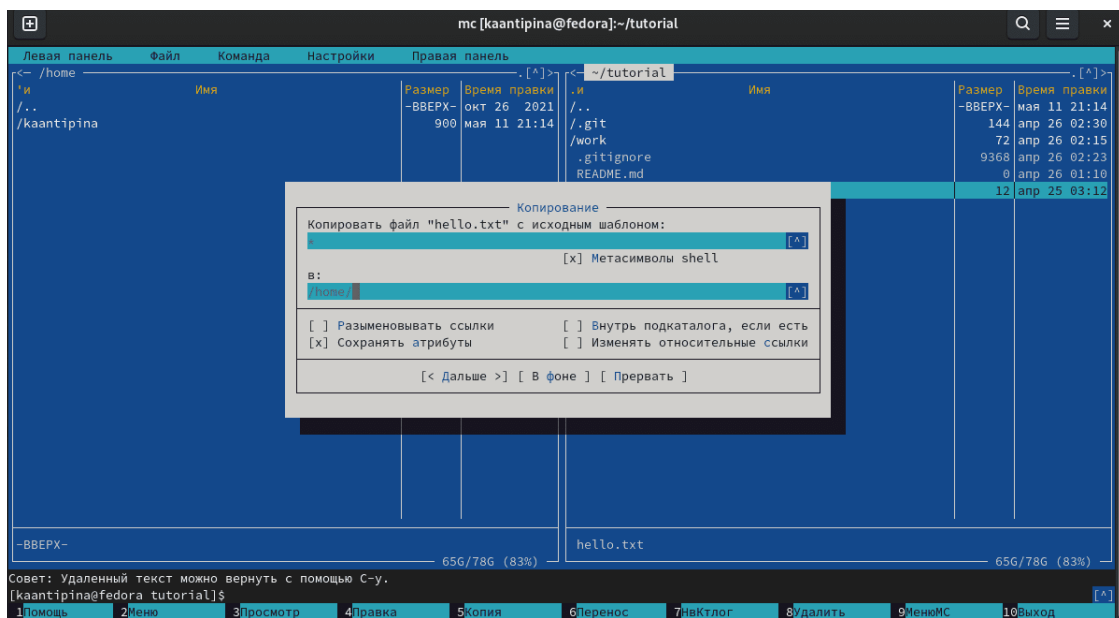 mc [kaantipina@fedora]:~/tutorial
Левая панель Файл Команда Настройки Правая панель
<— /home .[^]> <— ~/tutorial .[^]>
'и Имя Размер Время правки .и Имя Размер Время правки
/.. -ВВЕРХ- окт 26 2021 /.. -ВВЕРХ- мая 11 21:14
/kaantipina 900 мая 11 21:14 /.git 144 апр 26 02:30
/work 72 апр 26 02:15
.gitignore 9368 апр 26 02:23
README.md 0 апр 26 01:10
12 апр 25 03:12
Копирование
Копировать файл "hello.txt" с исходным шаблоном:
* [^]
[x] Метасимволы shell
в:
/home/ [^]
[ ] Разыменовывать ссылки [ ] Внутрь подкаталога, если есть
[x] Сохранять атрибуты [ ] Изменять относительные ссылки
[< Дальше >] [ В фоне ] [ Прервать ]
-ВВЕРХ- hello.txt
65G/78G (83%) 65G/78G (83%)
Совет: Удаленный текст можно вернуть с помощью C-y.
[kaantipina@fedora tutorial]$ [^]
1Помощь 2Меню 3Просмотр 4Правка 5Копия 6Перенос 7НвКтлог 8Удалить 9МенюMC 10Выход